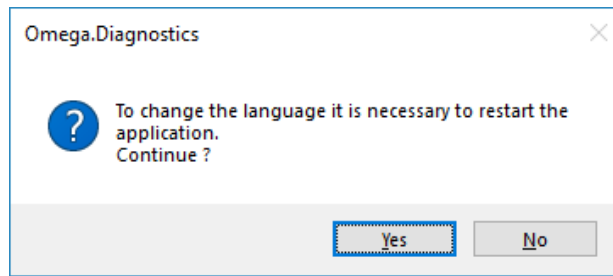 Omega.Diagnostics
To change the language it is necessary to restart the
application.
Continue ?
Yes
No